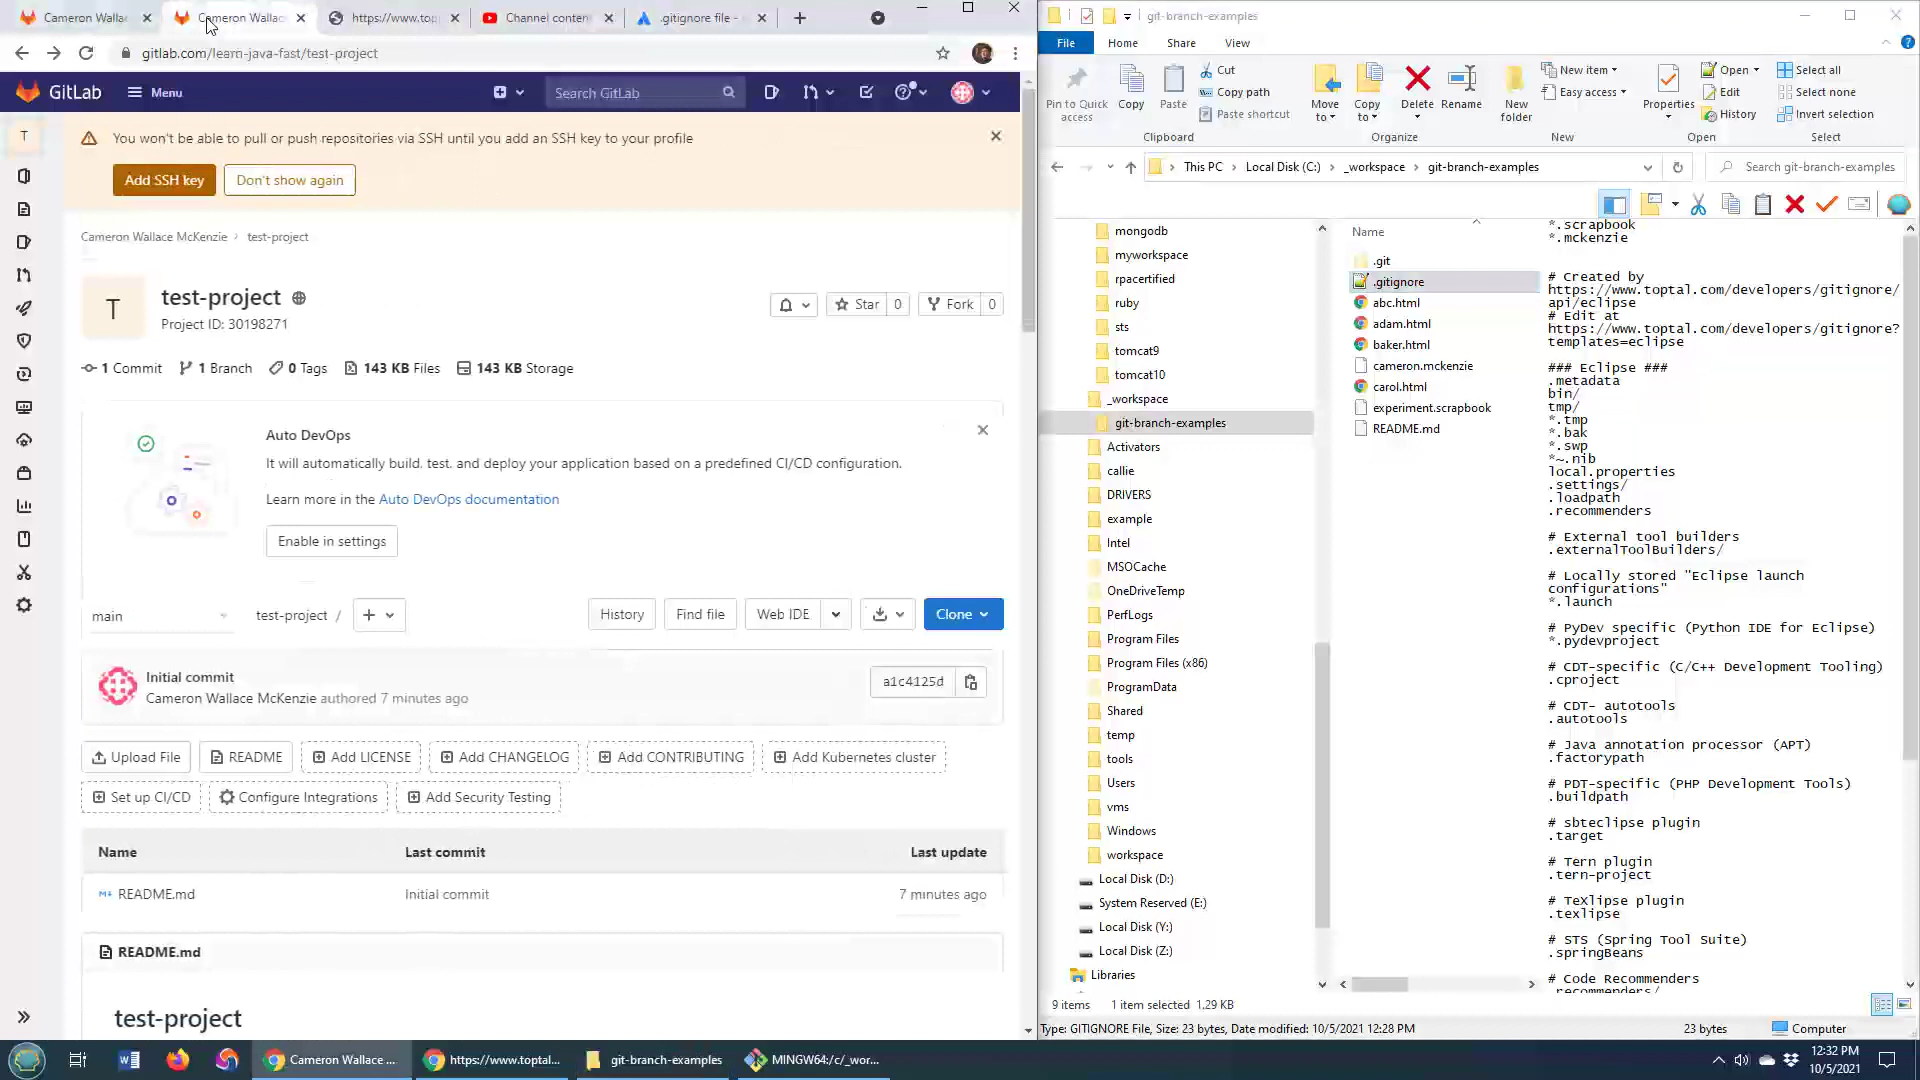 Cameron Walla
Cameron Wallac
https://www.top
Channel conten
.gitignore file -
gitlab.com/learn-java-fast/test-project
GitLab
Menu
Search GitLab
T
You won't be able to pull or push repositories via SSH until you add an SSH key to your profile
Add SSH key
Don't show again
Cameron Wallace McKenzie
test-project
T
test-project
Project ID: 30198271
Star
0
Fork
0
1 Commit
1 Branch
0 Tags
143 KB Files
143 KB Storage
Auto DevOps
It will automatically build, test, and deploy your application based on a predefined CI/CD configuration.
Learn more in the Auto DevOps documentation
Enable in settings
main
test-project /
History
Find file
Web IDE
Clone
Initial commit
Cameron Wallace McKenzie authored 7 minutes ago
a1c4125d
Upload File
README
Add LICENSE
Add CHANGELOG
Add CONTRIBUTING
Add Kubernetes cluster
Set up CI/CD
Configure Integrations
Add Security Testing
Name
Last commit
Last update
README.md
Initial commit
7 minutes ago
README.md
test-project
git-branch-examples
File
Home
Share
View
Pin to Quick access
Copy
Paste
Cut
Copy path
Paste shortcut
Clipboard
Move to
Copy to
Delete
Rename
Organize
New folder
New item
Easy access
New
Properties
Open
Edit
History
Open
Select all
Select none
Invert selection
Select
This PC
Local Disk (C:)
_workspace
git-branch-examples
Search git-branch-examples
mongodb
myworkspace
rpacertified
ruby
sts
tomcat9
tomcat10
_workspace
git-branch-examples
Activators
callie
DRIVERS
example
Intel
MSOCache
OneDriveTemp
PerfLogs
Program Files
Program Files (x86)
ProgramData
Shared
temp
tools
Users
vms
Windows
workspace
Local Disk (D:)
System Reserved (E:)
Local Disk (Y:)
Local Disk (Z:)
Libraries
Name
.git
.gitignore
abc.html
adam.html
baker.html
cameron.mckenzie
carol.html
experiment.scrapbook
README.md
*.scrapbook
*.mckenzie
# Created by
https://www.toptal.com/developers/gitignore/
api/eclipse
# Edit at
https://www.toptal.com/developers/gitignore?
templates=eclipse
### Eclipse ###
.metadata
bin/
tmp/
*.tmp
*.bak
*.swp
*~.nib
local.properties
.settings/
.loadpath
.recommenders
# External tool builders
.externalToolBuilders/
# Locally stored "Eclipse launch
configurations"
*.launch
# PyDev specific (Python IDE for Eclipse)
*.pydevproject
# CDT-specific (C/C++ Development Tooling)
.cproject
# CDT- autotools
.autotools
# Java annotation processor (APT)
.factorypath
# PDT-specific (PHP Development Tools)
.buildpath
# sbteclipse plugin
.target
# Tern plugin
.tern-project
# TeXlipse plugin
.texlipse
# STS (Spring Tool Suite)
.springBeans
# Code Recommenders
.recommenders/
9 items
1 item selected 1.29 KB
Type: GITIGNORE File, Size: 23 bytes, Date modified: 10/5/2021 12:28 PM
23 bytes
Computer
Cameron Wallace ...
https://www.toptal...
git-branch-examples
MINGW64:/c/_wor...
12:32 PM
10/5/2021